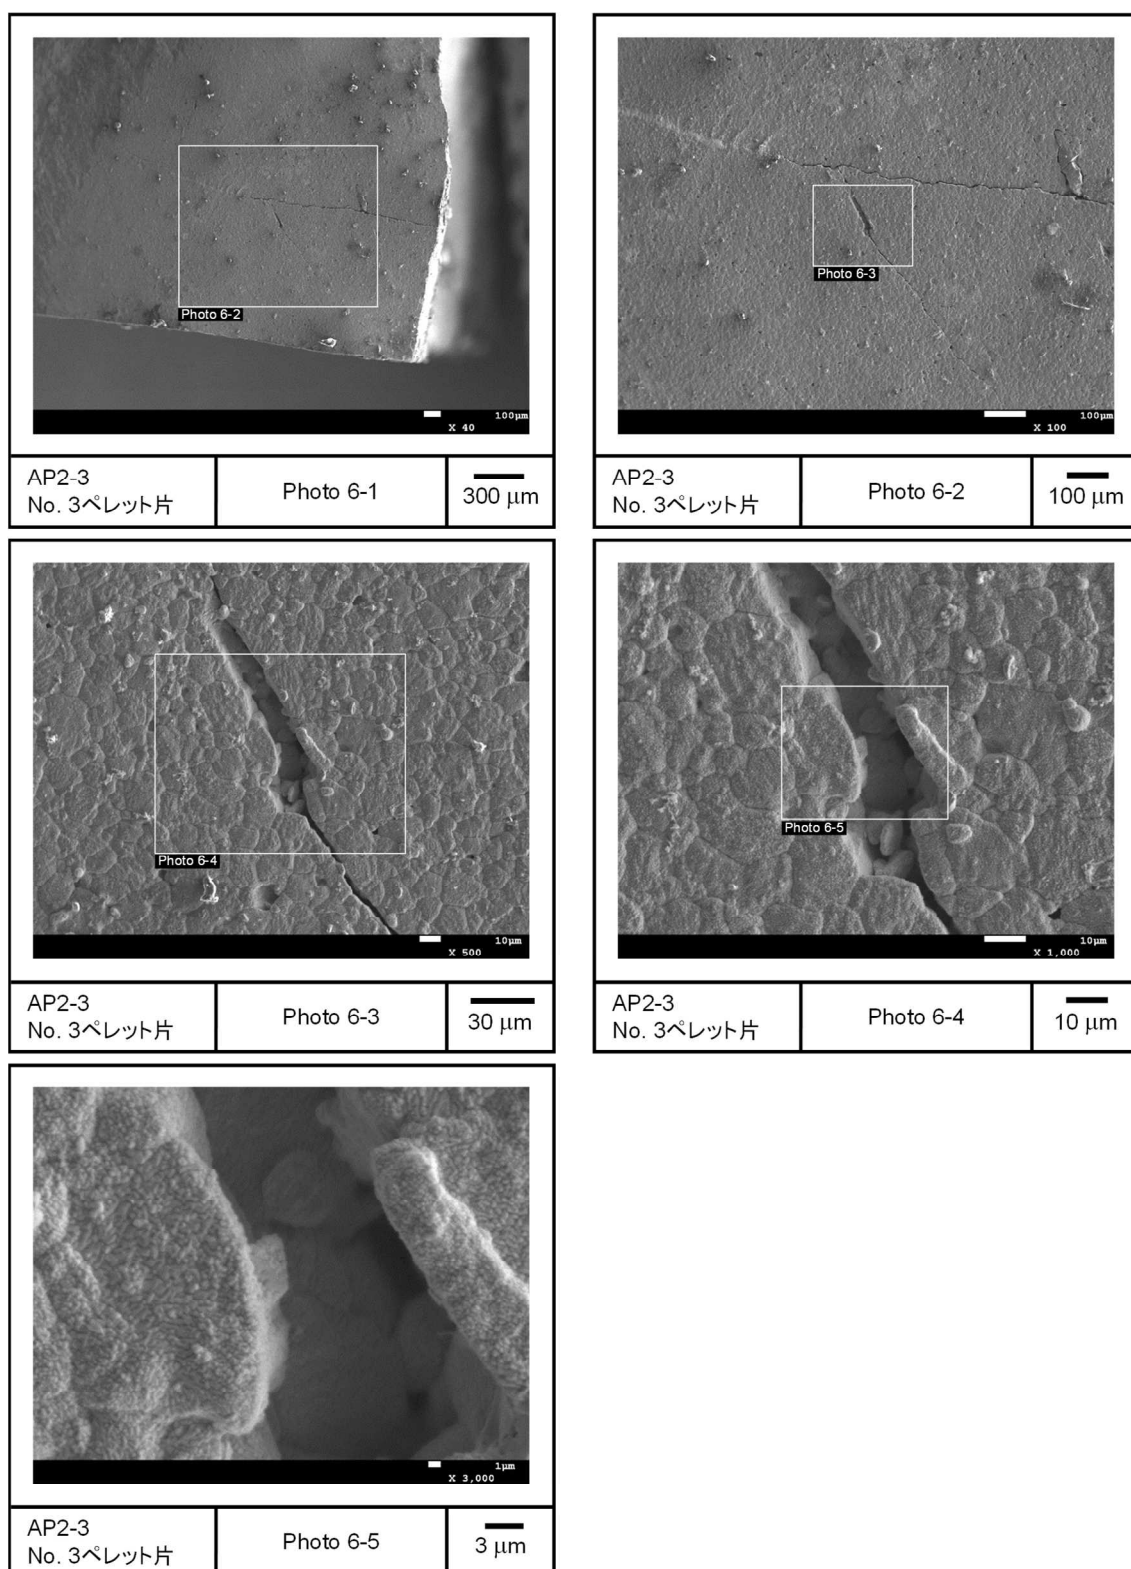 Photo 6-2
100μm
X 40
AP2-3
No. 3ペレット片
Photo 6-1
300 μm
Photo 6-3
100μm
X 100
AP2-3
No. 3ペレット片
Photo 6-2
100 μm
Photo 6-4
10μm
X 500
AP2-3
No. 3ペレット片
Photo 6-3
30 μm
Photo 6-5
10μm
X 1,000
AP2-3
No. 3ペレット片
Photo 6-4
10 μm
1μm
X 3,000
AP2-3
No. 3ペレット片
Photo 6-5
3 μm